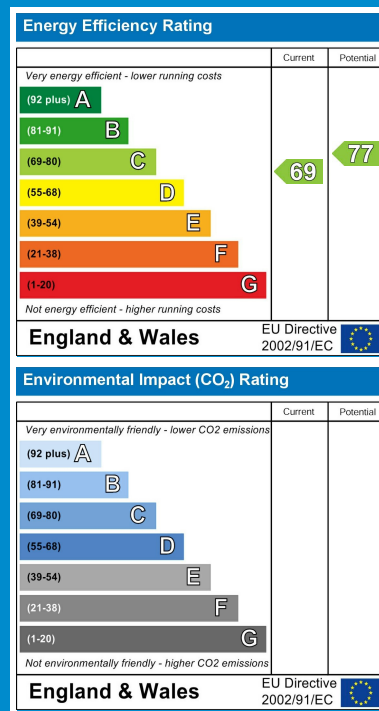 Energy Efficiency Rating
Current Potential
Very energy efficient - lower running costs
(92 plus) A
(81-91) B
(69-80) C
(55-68) D
(39-54) E
(21-38) F
(1-20) G
69
77
Not energy efficient - higher running costs
England & Wales
EU Directive
2002/91/EC
Environmental Impact (CO₂) Rating
Current Potential
Very environmentally friendly - lower CO2 emissions
(92 plus) A
(81-91) B
(69-80) C
(55-68) D
(39-54) E
(21-38) F
(1-20) G
Not environmentally friendly - higher CO2 emissions
England & Wales
EU Directive
2002/91/EC